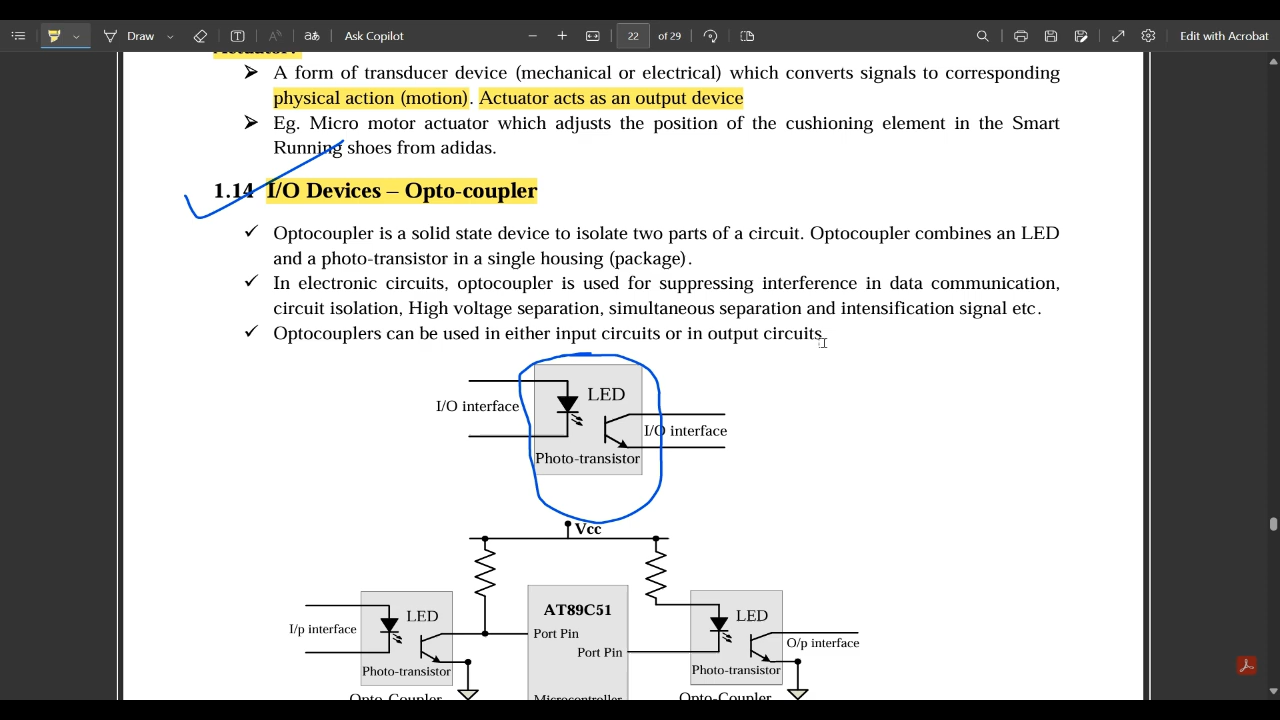 Draw
Ask Copilot
22 of 29
Edit with Acrobat
Actuator:
➤ A form of transducer device (mechanical or electrical) which converts signals to corresponding
physical action (motion). Actuator acts as an output device
➤ Eg. Micro motor actuator which adjusts the position of the cushioning element in the Smart
Running shoes from adidas.
1.14 I/O Devices – Opto-coupler
✓ Optocoupler is a solid state device to isolate two parts of a circuit. Optocoupler combines an LED
and a photo-transistor in a single housing (package).
✓ In electronic circuits, optocoupler is used for suppressing interference in data communication,
circuit isolation, High voltage separation, simultaneous separation and intensification signal etc.
✓ Optocouplers can be used in either input circuits or in output circuits
LED
I/O interface
I/O interface
Photo-transistor
Vcc
AT89C51
LED
LED
I/p interface
Port Pin
O/p interface
Port Pin
Photo-transistor
Photo-transistor
Opto-Coupler
Microcontroller
Opto-Coupler